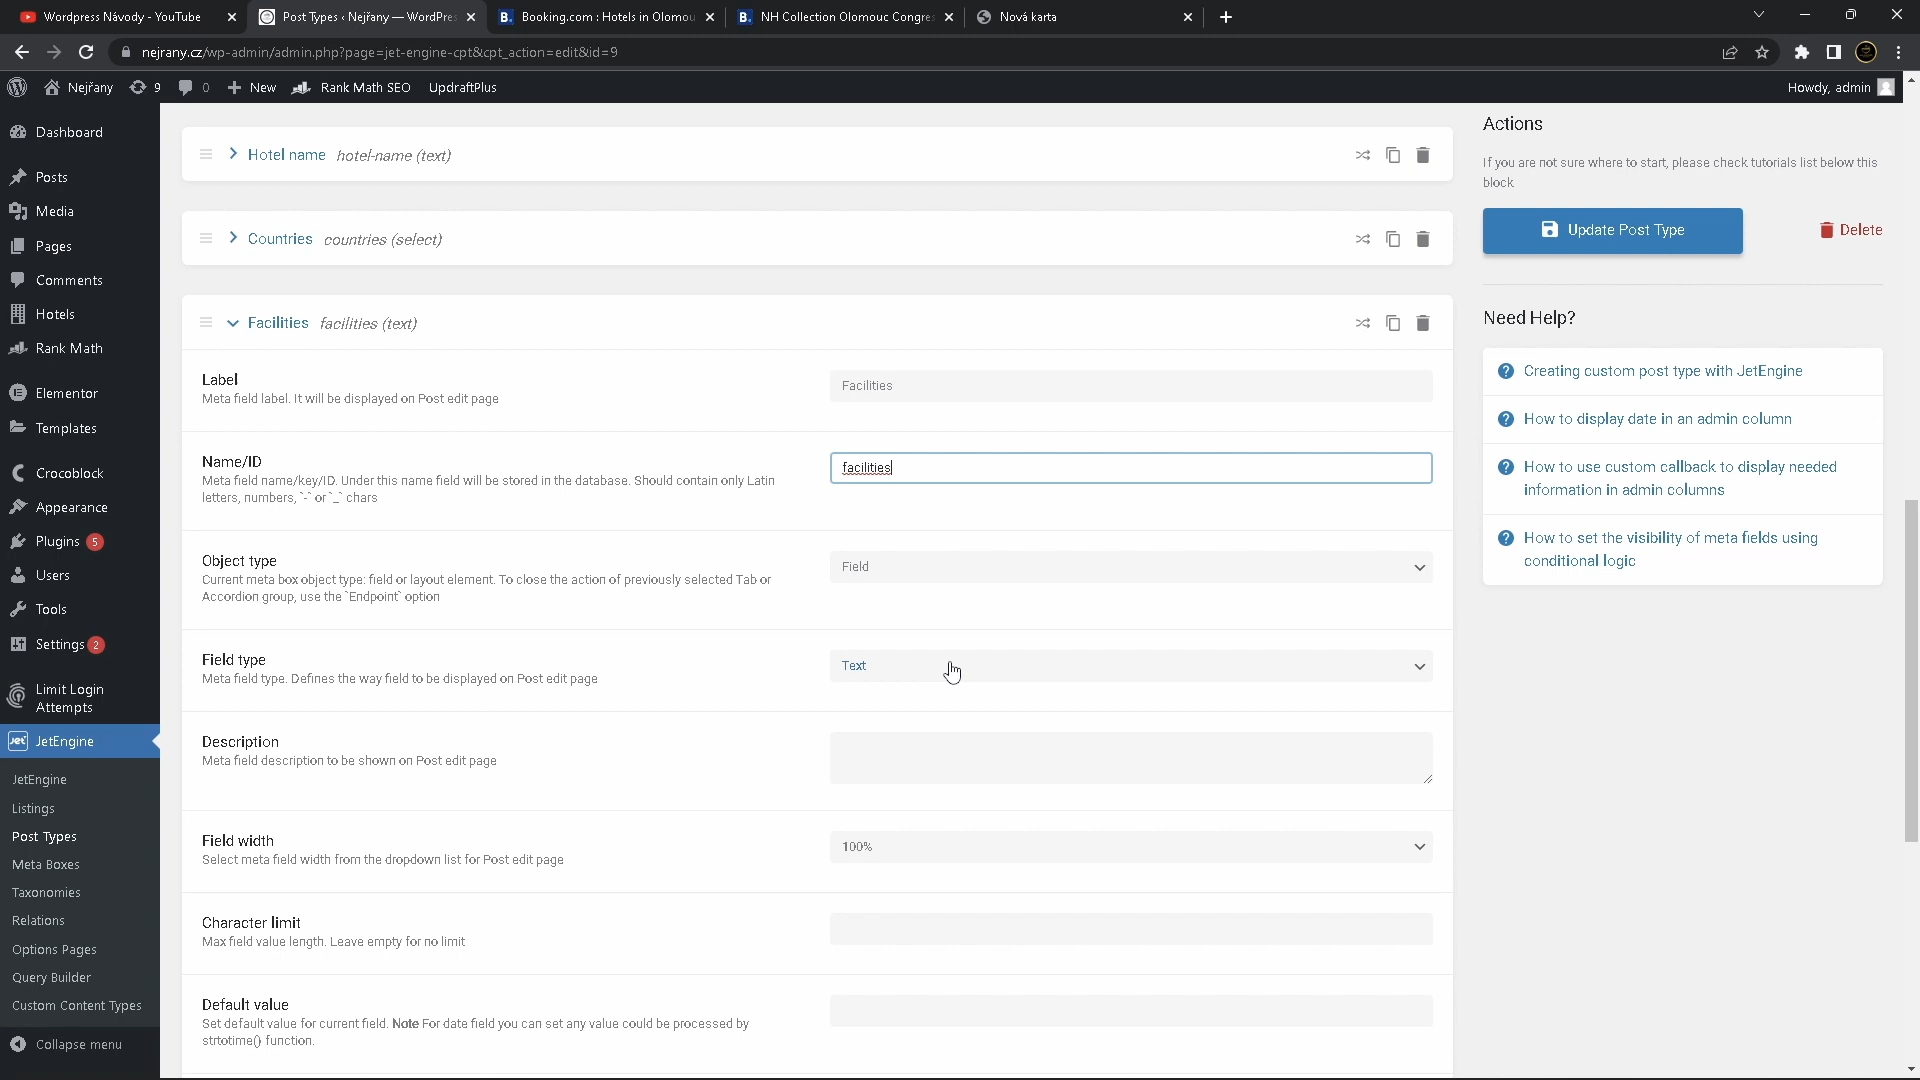 Wordpress Návody - YouTube
Post Types ‹ Nejřany — WordPres
Booking.com : Hotels in Olomou
NH Collection Olomouc Congres
Nová karta
nejrany.cz/wp-admin/admin.php?page=jet-engine-cpt&cpt_action=edit&id=9
Nejřany
9
0
New
Rank Math SEO
UpdraftPlus
Howdy, admin
Dashboard
Posts
Media
Pages
Comments
Hotels
Rank Math
Elementor
Templates
Crocoblock
Appearance
Plugins 5
Users
Tools
Settings 2
Limit Login
Attempts
JetEngine
JetEngine
Listings
Post Types
Meta Boxes
Taxonomies
Relations
Options Pages
Query Builder
Custom Content Types
Collapse menu
Hotel name hotel-name (text)
Countries countries (select)
Facilities facilities (text)
Label
Meta field label. It will be displayed on Post edit page
Facilities
Name/ID
Meta field name/key/ID. Under this name field will be stored in the database. Should contain only Latin
letters, numbers, `-` or `_` chars
facilities
Object type
Current meta box object type: field or layout element. To close the action of previously selected Tab or
Accordion group, use the `Endpoint` option
Field
Field type
Meta field type. Defines the way field to be displayed on Post edit page
Text
Description
Meta field description to be shown on Post edit page
Field width
Select meta field width from the dropdown list for Post edit page
100%
Character limit
Max field value length. Leave empty for no limit
Default value
Set default value for current field. Note For date field you can set any value could be processed by
strtotime() function.
Actions
If you are not sure where to start, please check tutorials list below this
block
Update Post Type
Delete
Need Help?
Creating custom post type with JetEngine
How to display date in an admin column
How to use custom callback to display needed
information in admin columns
How to set the visibility of meta fields using
conditional logic